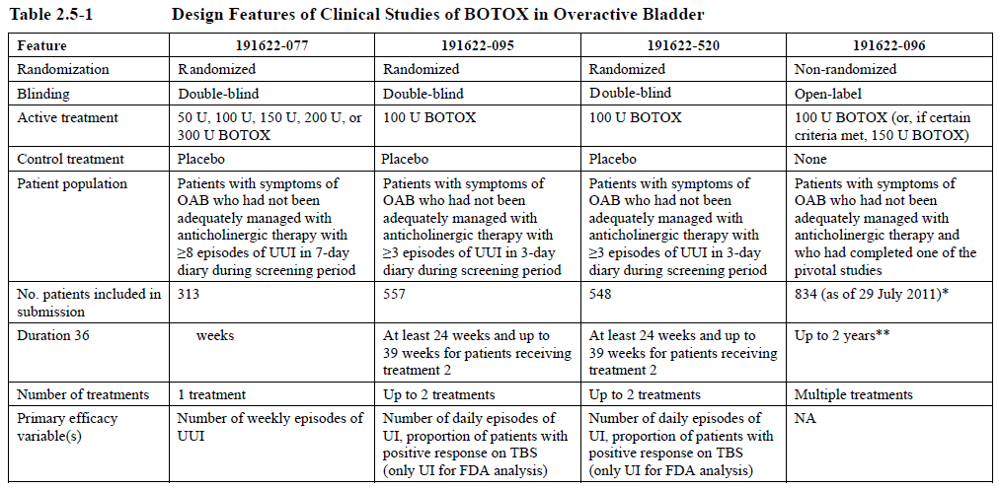 Table 2.5-1 Design Features of Clinical Studies of BOTOX in Overactive Bladder
Feature 191622-077 191622-095 191622-520 191622-096
Randomization Randomized Randomized Randomized Non-randomized
Blinding Double-blind Double-blind Double-blind Open-label
Active treatment 50 U, 100 U, 150 U, 200 U, or 100 U BOTOX 100 U BOTOX 100 U BOTOX (or, if certain
300 U BOTOX criteria met, 150 U BOTOX)
Control treatment Placebo Placebo Placebo None
Patient population Patients with symptoms of Patients with symptoms of Patients with symptoms of Patients with symptoms of
OAB who had not been OAB who had not been OAB who had not been OAB who had not been
adequately managed with adequately managed with adequately managed with adequately managed with
anticholinergic therapy with anticholinergic therapy with anticholinergic therapy with anticholinergic therapy and
≥8 episodes of UUI in 7-day ≥3 episodes of UUI in 3-day ≥3 episodes of UUI in 3-day who had completed one of the
diary during screening period diary during screening period diary during screening period pivotal studies
No. patients included in 313 557 548 834 (as of 29 July 2011)*
submission
Duration 36 weeks At least 24 weeks and up to At least 24 weeks and up to Up to 2 years**
39 weeks for patients receiving 39 weeks for patients receiving
treatment 2 treatment 2
Number of treatments 1 treatment Up to 2 treatments Up to 2 treatments Multiple treatments
Primary efficacy Number of weekly episodes of Number of daily episodes of Number of daily episodes of NA
variable(s) UUI UI, proportion of patients with UI, proportion of patients with
positive response on TBS positive response on TBS
(only UI for FDA analysis) (only UI for FDA analysis)